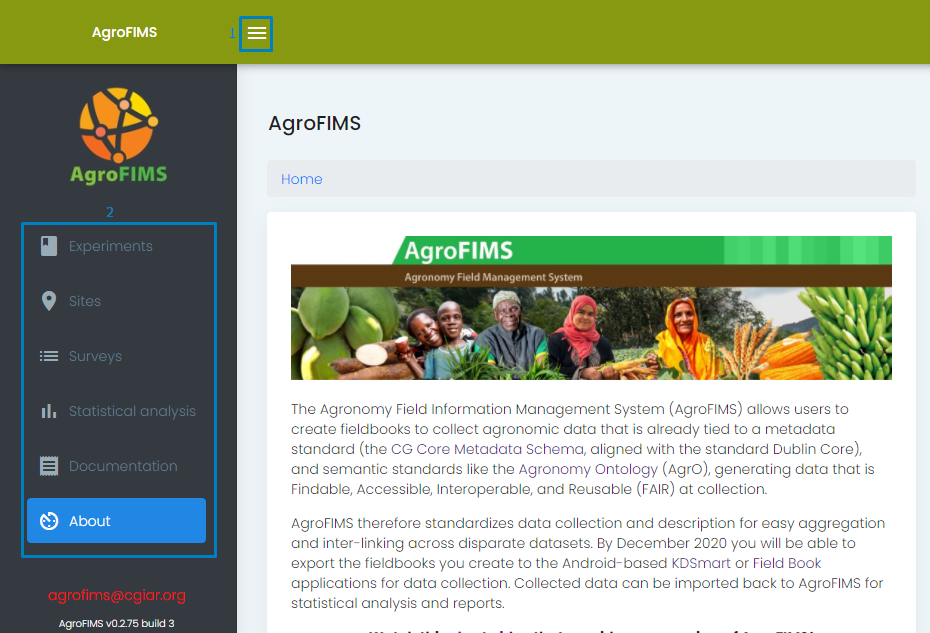 AgroFIMS
1
AgroFIMS
2
Experiments
Sites
Surveys
Statistical analysis
Documentation
About
agrofims@cgiar.org
AgroFIMS v0.2.75 build 3
AgroFIMS
Home
AgroFIMS
Agronomy Field Management System
The Agronomy Field Information Management System (AgroFIMS) allows users to
create fieldbooks to collect agronomic data that is already tied to a metadata
standard (the CG Core Metadata Schema, aligned with the standard Dublin Core),
and semantic standards like the Agronomy Ontology (AgrO), generating data that is
Findable, Accessible, Interoperable, and Reusable (FAIR) at collection.
AgroFIMS therefore standardizes data collection and description for easy aggregation
and inter-linking across disparate datasets. By December 2020 you will be able to
export the fieldbooks you create to the Android-based KDSmart or Field Book
applications for data collection. Collected data can be imported back to AgroFIMS for
statistical analysis and reports.